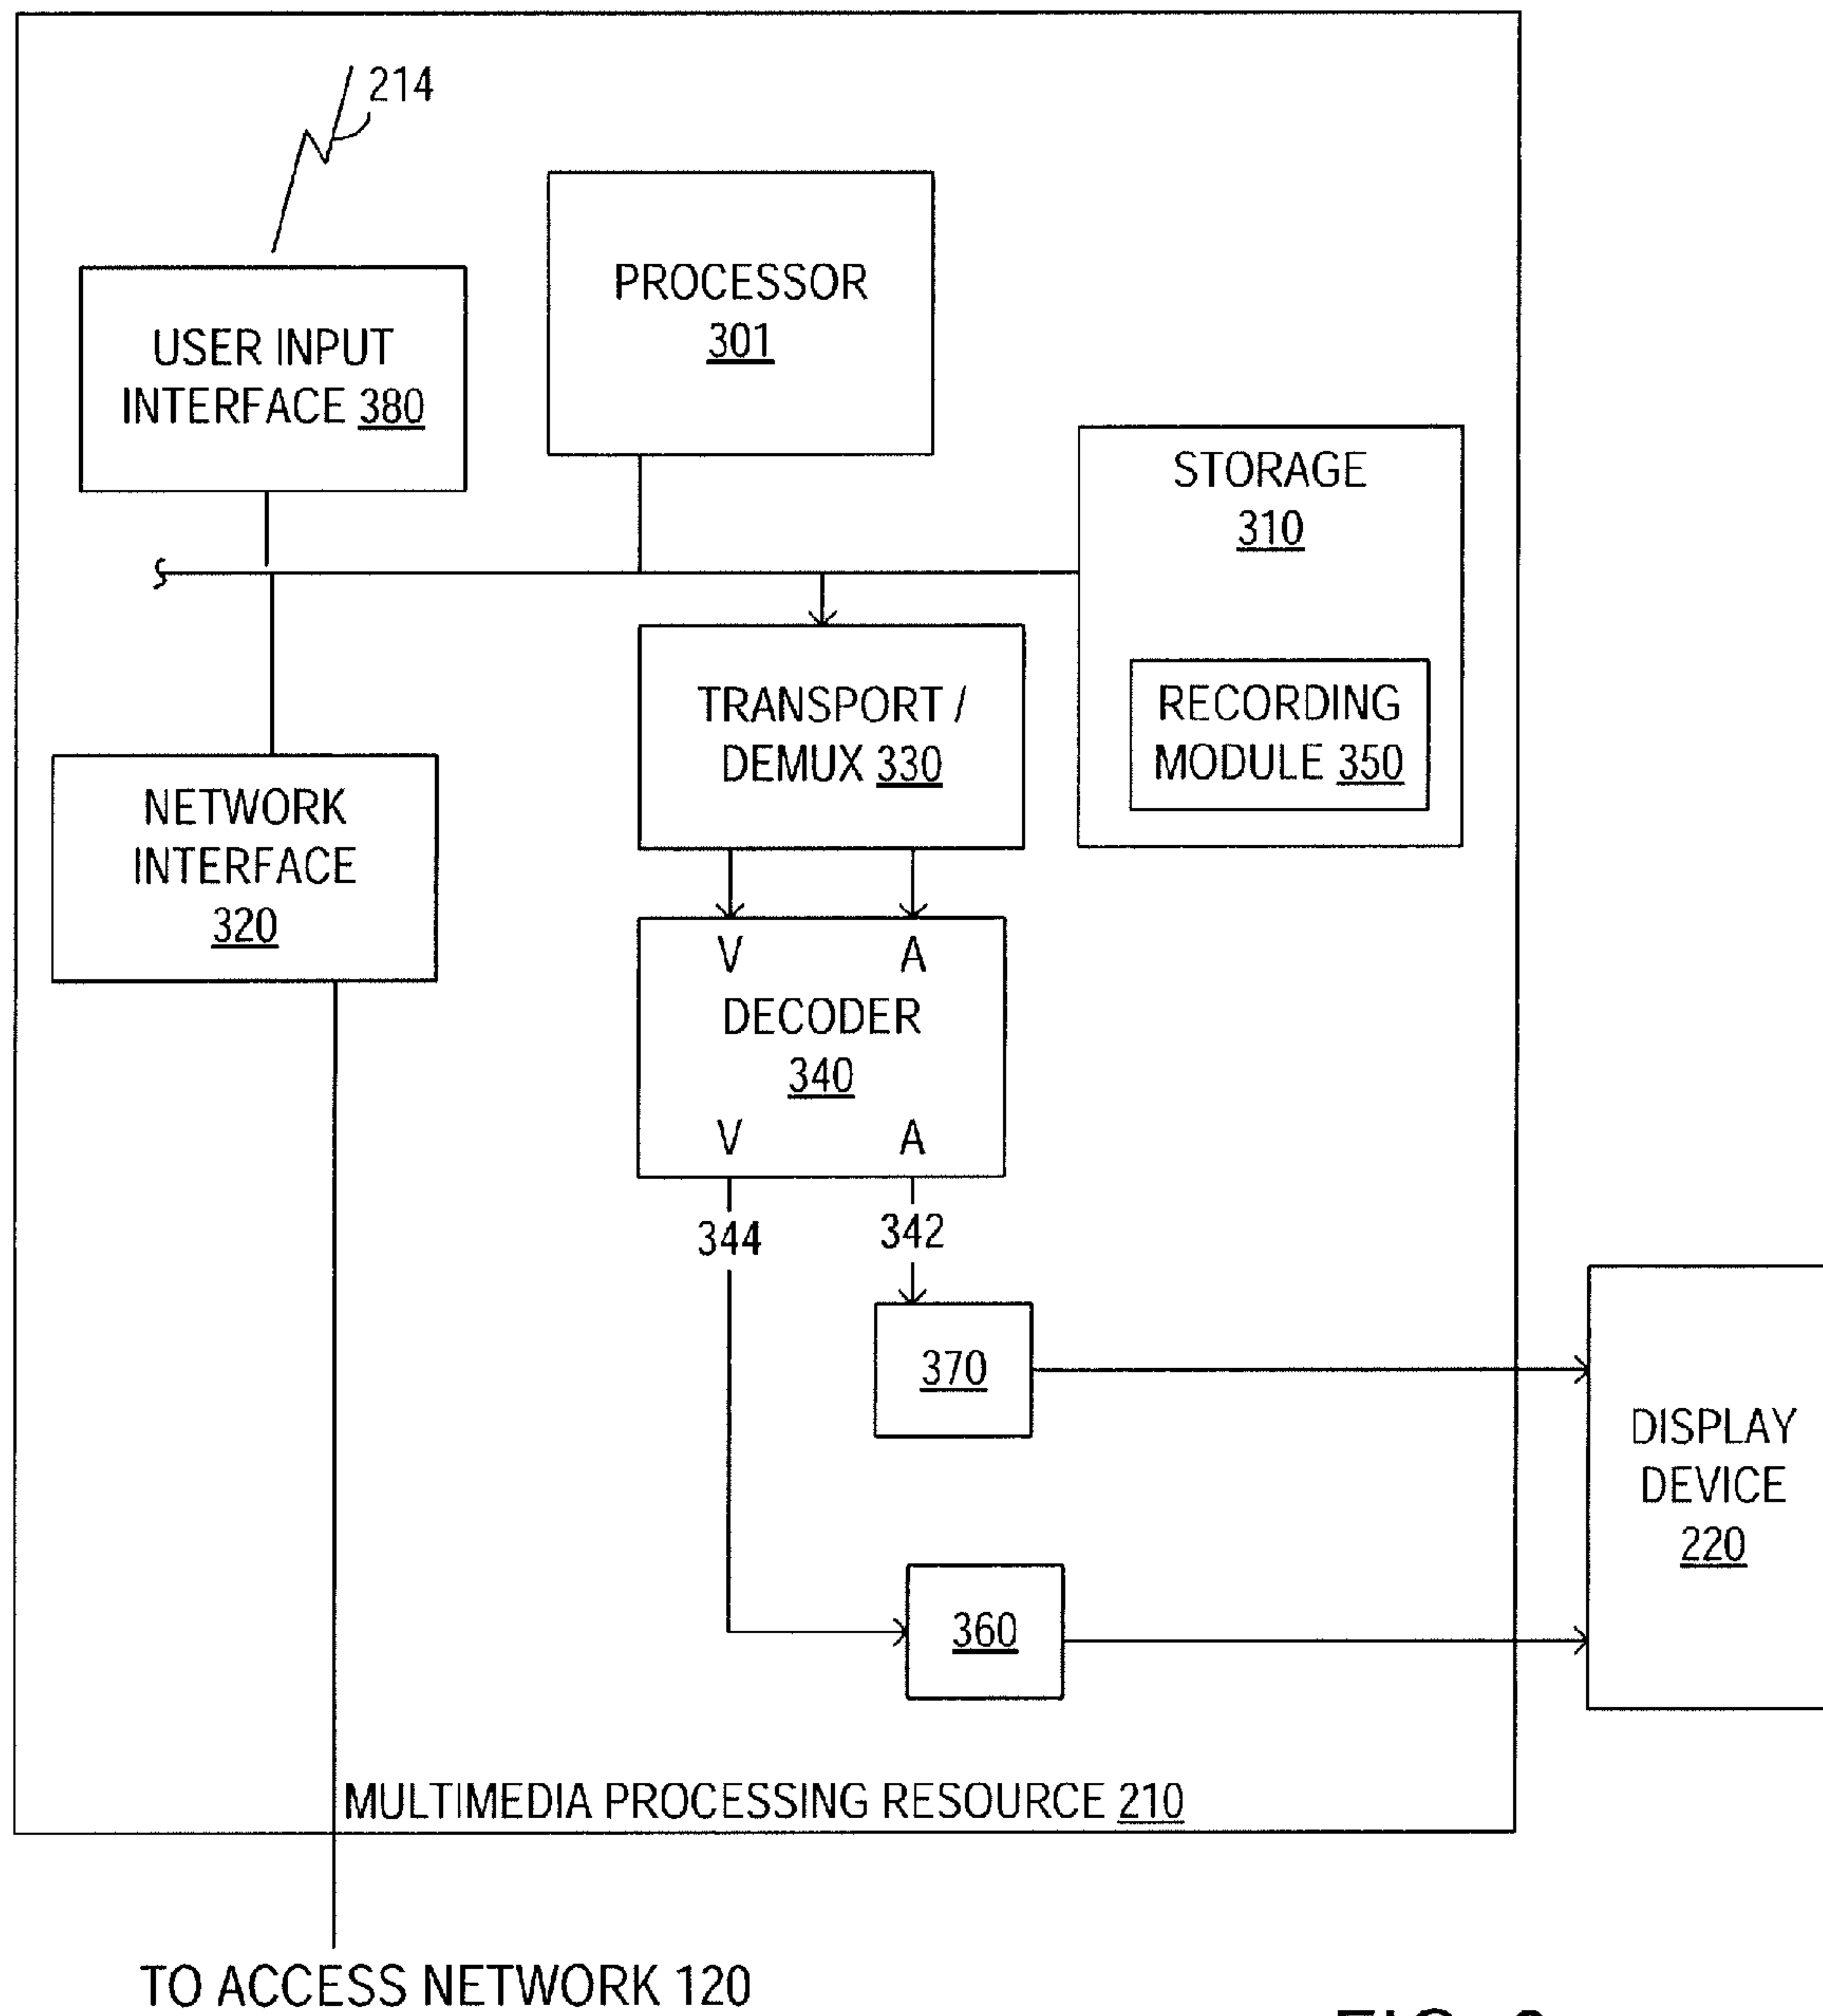 214
PROCESSOR
301
USER INPUT
INTERFACE 380
STORAGE
310
RECORDING
MODULE 350
TRANSPORT /
DEMUX 330
NETWORK
INTERFACE
320
V A
DECODER
340
V A
344 342
370
DISPLAY
DEVICE
220
360
MULTIMEDIA PROCESSING RESOURCE 210
TO ACCESS NETWORK 120